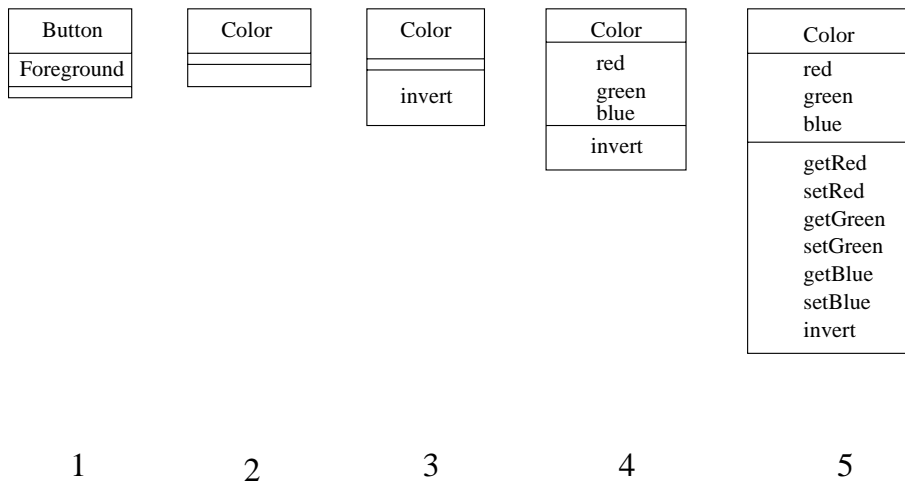 Button
Foreground
Color
Color
invert
Color
red
green
blue
invert
Color
red
green
blue
getRed
setRed
getGreen
setGreen
getBlue
setBlue
invert
1
2
3
4
5